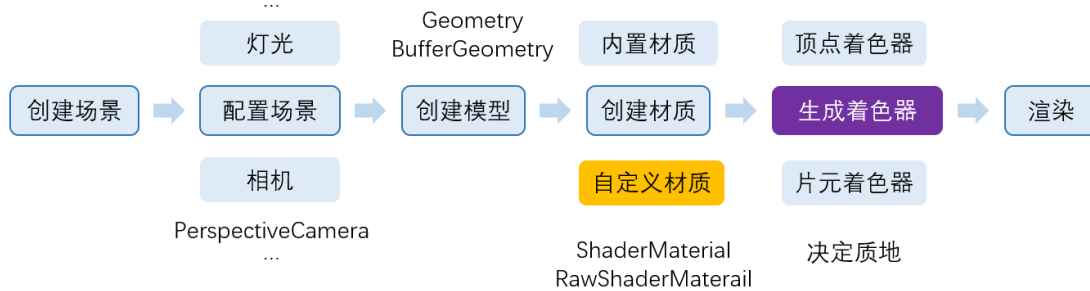 ...
灯光
Geometry
BufferGeometry
内置材质
顶点着色器
创建场景
配置场景
创建模型
创建材质
生成着色器
渲染
相机
自定义材质
片元着色器
PerspectiveCamera
...
ShaderMaterial
RawShaderMaterail
决定质地